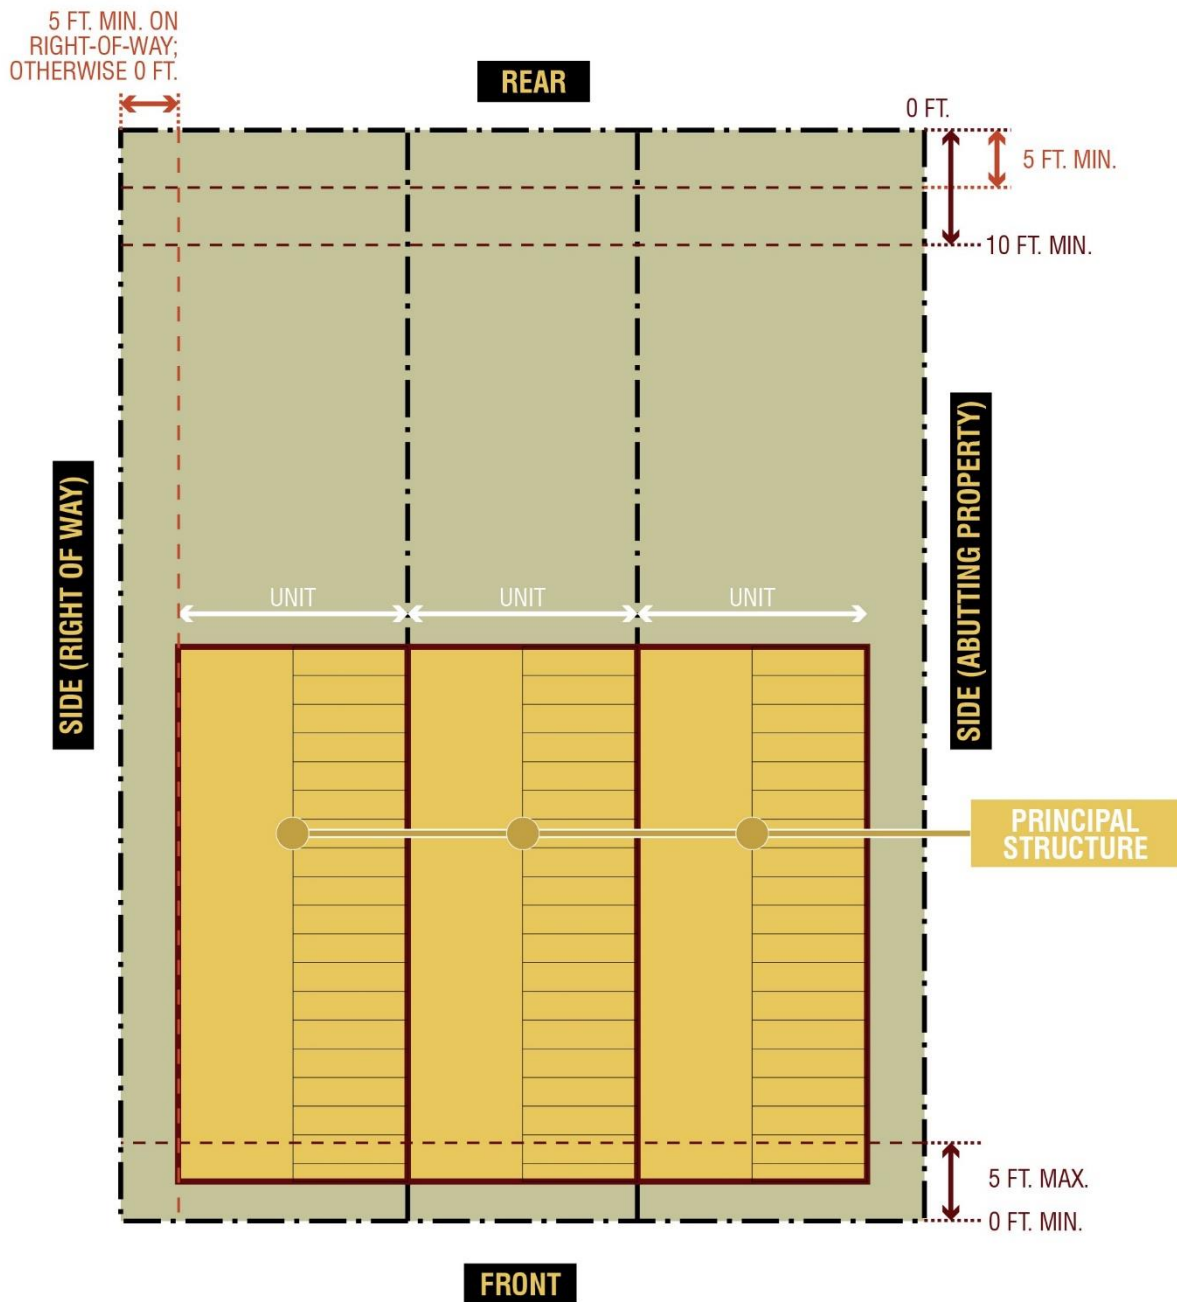 5 FT. MIN. ON
RIGHT-OF-WAY;
OTHERWISE 0 FT.
REAR
0 FT.
5 FT. MIN.
10 FT. MIN.
SIDE (RIGHT OF WAY)
SIDE (ABUTTING PROPERTY)
UNIT
UNIT
UNIT
PRINCIPAL
STRUCTURE
5 FT. MAX.
0 FT. MIN.
FRONT